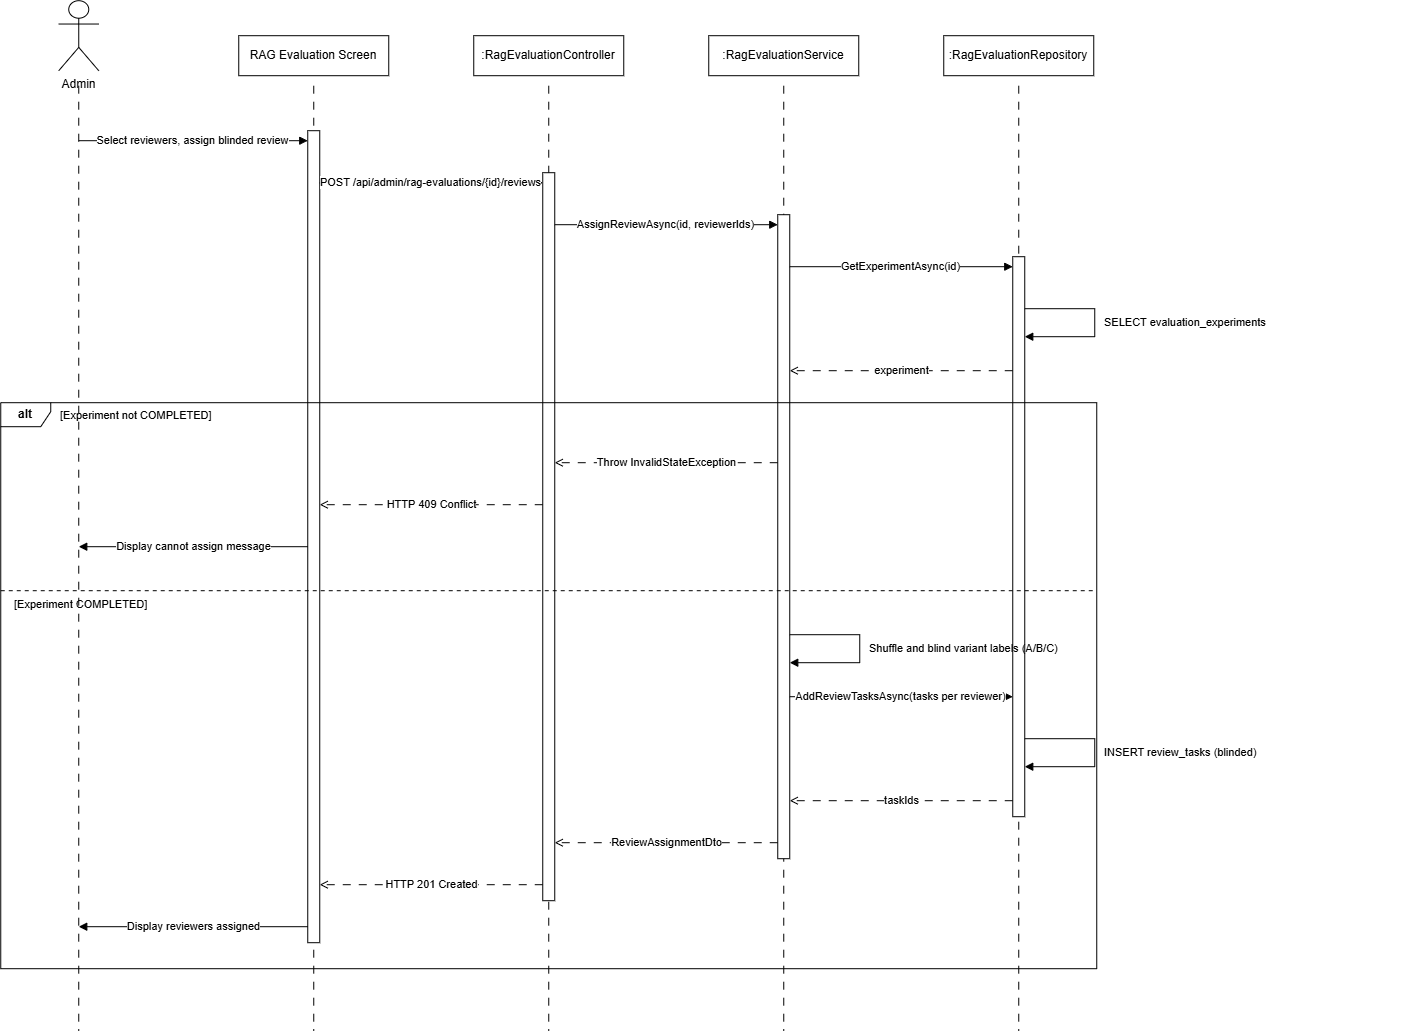 Admin
RAG Evaluation Screen
:RagEvaluationController
:RagEvaluationService
:RagEvaluationRepository
Select reviewers, assign blinded review
POST /api/admin/rag-evaluations/{id}/reviews
AssignReviewAsync(id, reviewerIds)
GetExperimentAsync(id)
SELECT evaluation_experiments
experiment
alt
[Experiment not COMPLETED]
Throw InvalidStateException
HTTP 409 Conflict
Display cannot assign message
[Experiment COMPLETED]
Shuffle and blind variant labels (A/B/C)
AddReviewTasksAsync(tasks per reviewer)
INSERT review_tasks (blinded)
taskIds
ReviewAssignmentDto
HTTP 201 Created
Display reviewers assigned